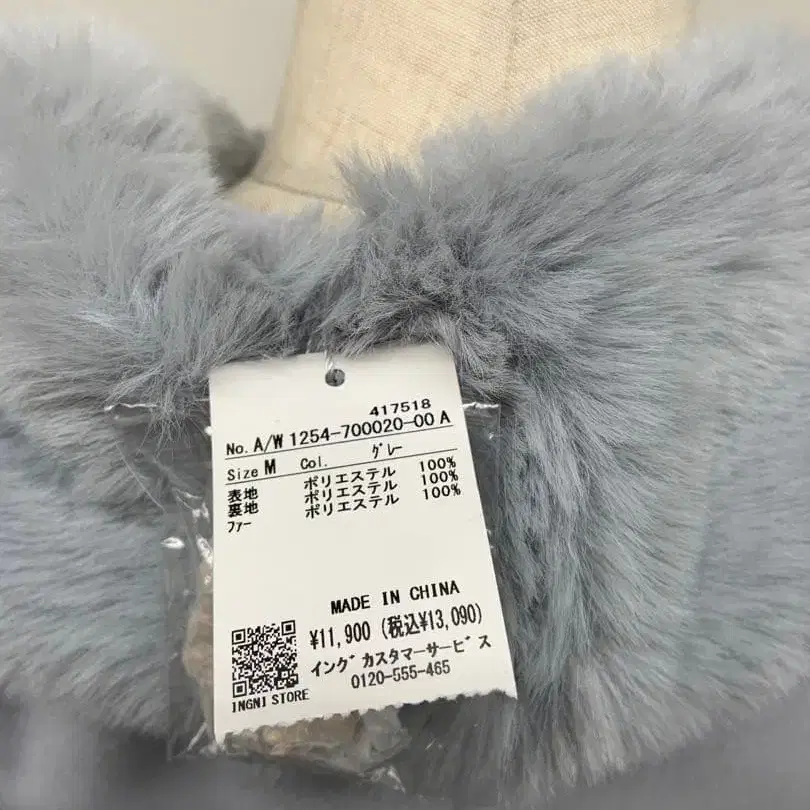 417518
No. A/W 1254-700020-00 A
Size M Col. ｸﾞﾚｰ
表地 ポリエステル 100%
裏地 ポリエステル 100%
ﾌｧｰ ポリエステル 100%
MADE IN CHINA
¥11,900 (税込¥13,090)
イングカスタマーサービス
0120-555-465
INGNI STORE